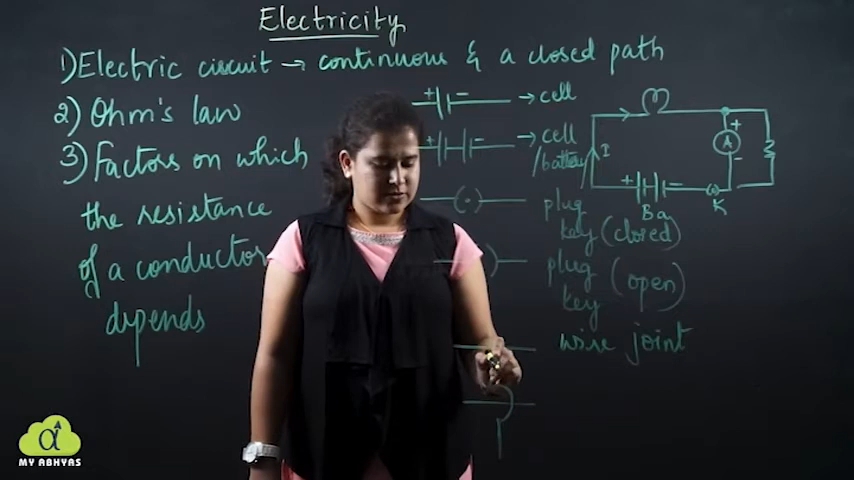 Electricity
1) Electric circuit → continuous & a closed path
2) Ohm's law
3) Factors on which
the resistance
of a conductor
depends
+ - → cell
+ - → cell
/battery
plug
key (closed)
plug (open)
key
wire joint
I
+ A -
+ -
Ba
K
MY ABHYAS